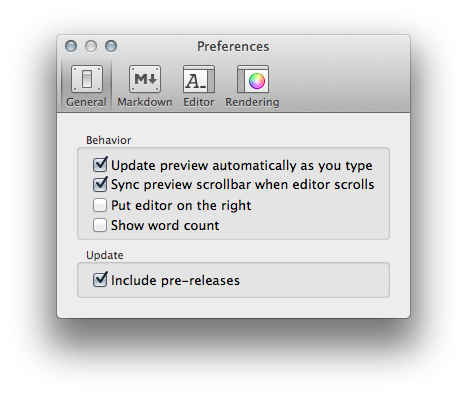 Preferences
General Markdown Editor Rendering
Behavior
Update preview automatically as you type
Sync preview scrollbar when editor scrolls
Put editor on the right
Show word count
Update
Include pre-releases